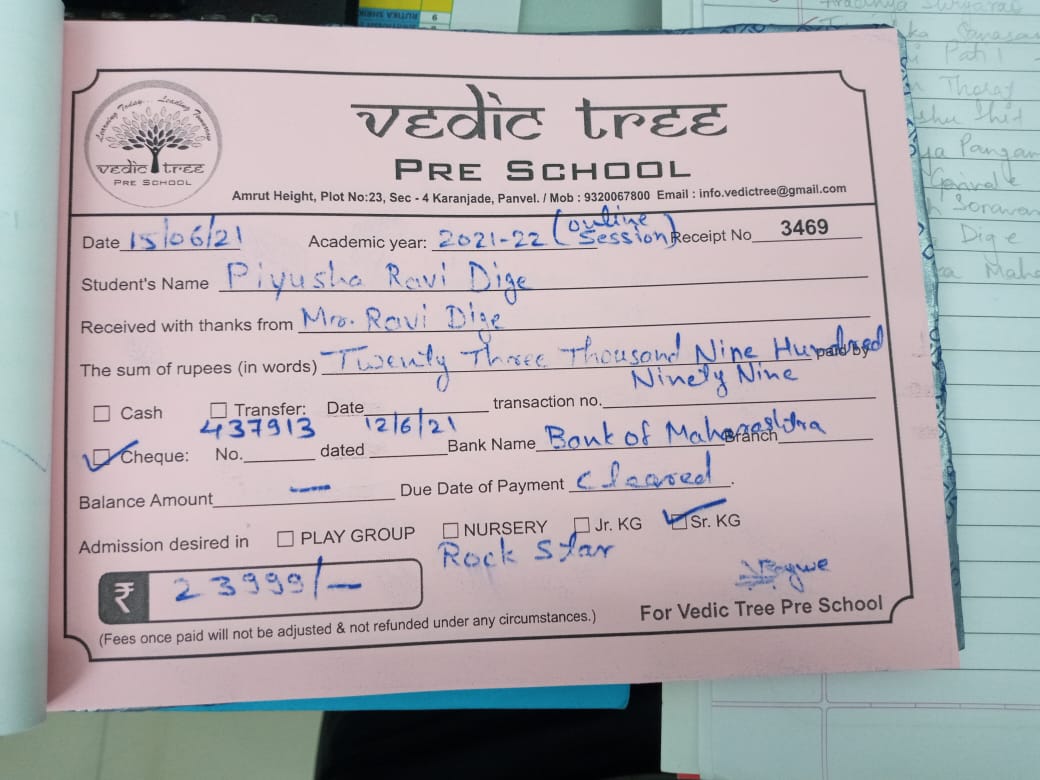 Learning Today... Leading Tomorrow
vedic tree
PRE SCHOOL
vedic tree
PRE SCHOOL
Amrut Height, Plot No:23, Sec - 4 Karanjade, Panvel. / Mob : 9320067800 Email : info.vedictree@gmail.com
Date 15/06/21 Academic year: 2021-22 (online Session) Receipt No 3469
Student's Name Piyusha Ravi Dige
Received with thanks from Mrs. Ravi Dige
The sum of rupees (in words) Twenty Three Thousand Nine Hundred paid by
Ninety Nine
Cash Transfer: Date transaction no.
Cheque: No. 437913 dated 12/6/21 Bank Name Bank of Maharashtra Branch
Balance Amount — Due Date of Payment Cleared.
Admission desired in PLAY GROUP NURSERY Jr. KG Sr. KG
Rock Star
₹ 23999/-
(Fees once paid will not be adjusted & not refunded under any circumstances.) For Vedic Tree Pre School
Pati
Tharaj
Dige